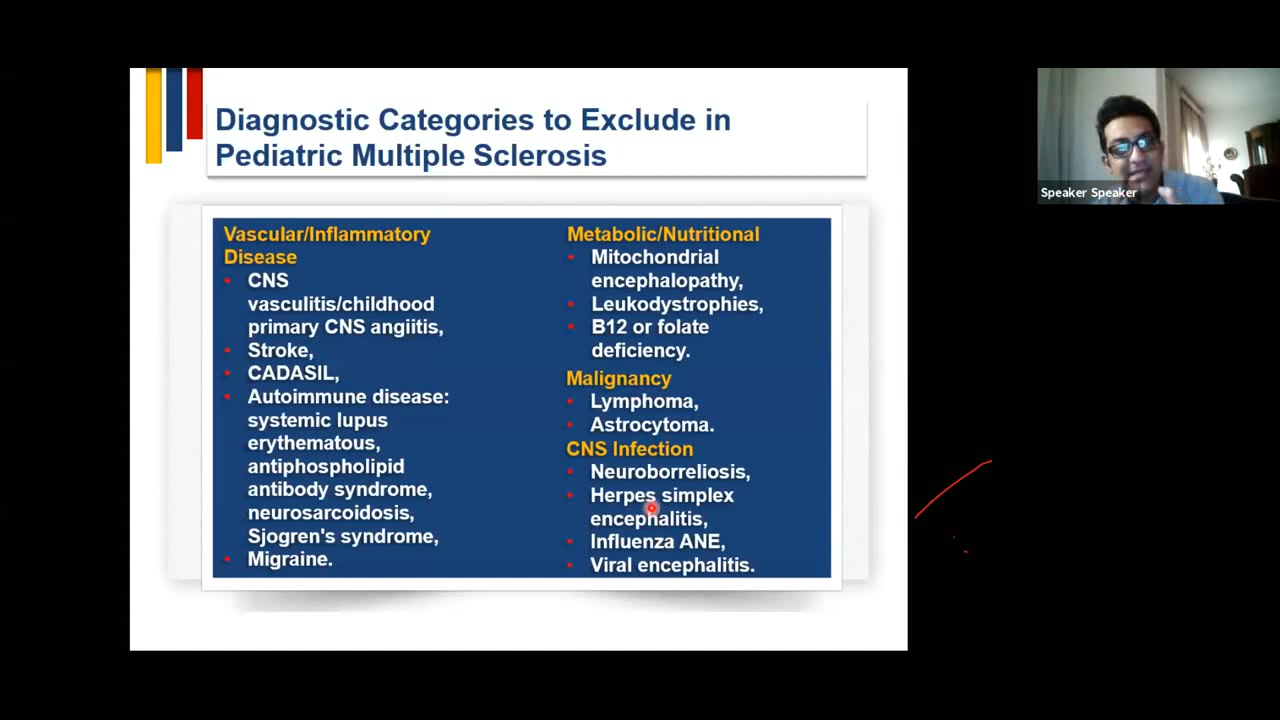 Diagnostic Categories to Exclude in
Pediatric Multiple Sclerosis
Vascular/Inflammatory
Disease
• CNS
vasculitis/childhood
primary CNS angiitis,
• Stroke,
• CADASIL,
• Autoimmune disease:
systemic lupus
erythematous,
antiphospholipid
antibody syndrome,
neurosarcoidosis,
Sjogren's syndrome,
• Migraine.
Metabolic/Nutritional
• Mitochondrial
encephalopathy,
• Leukodystrophies,
• B12 or folate
deficiency.
Malignancy
• Lymphoma,
• Astrocytoma.
CNS Infection
• Neuroborreliosis,
• Herpes simplex
encephalitis,
• Influenza ANE,
• Viral encephalitis.
Speaker Speaker